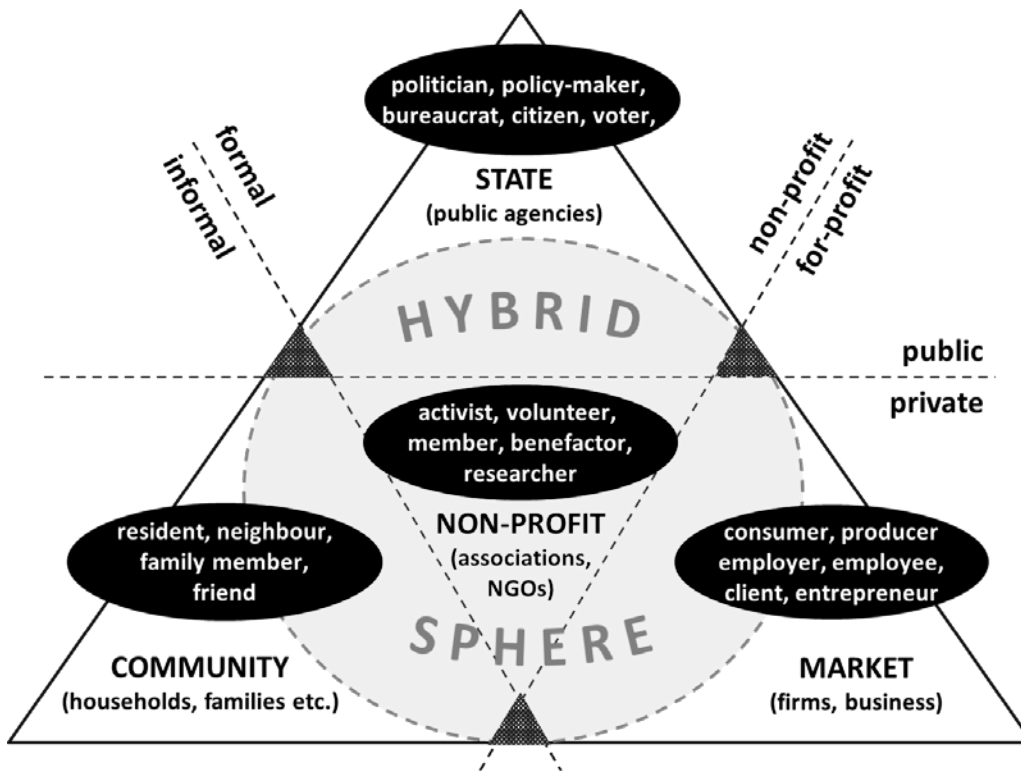 politician, policy-maker,
bureaucrat, citizen, voter,
formal
informal
non-profit
for-profit
STATE
(public agencies)
HYBRID
public
private
activist, volunteer,
member, benefactor,
researcher
resident, neighbour,
family member,
friend
NON-PROFIT
(associations,
NGOs)
consumer, producer
employer, employee,
client, entrepreneur
SPHERE
COMMUNITY
(households, families etc.)
MARKET
(firms, business)